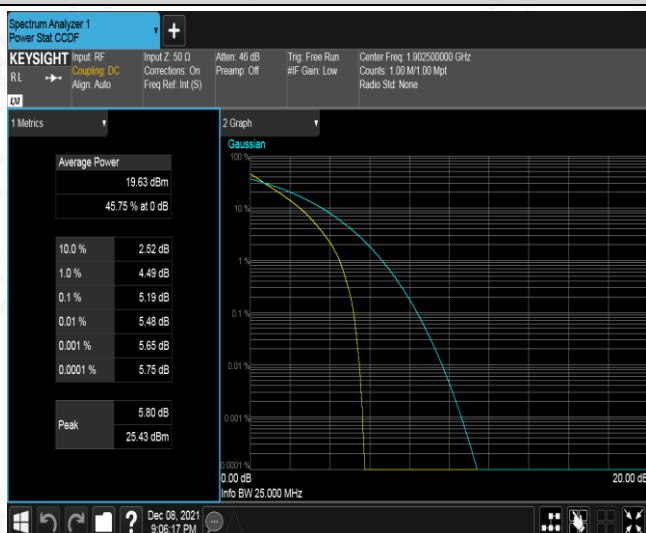 Spectrum Analyzer 1
Power Stat CCDF
+
KEYSIGHT
R L
LXI
Input: RF
Coupling: DC
Align: Auto
Input Z: 50 Ω
Corrections: On
Freq Ref: Int (S)
Atten: 46 dB
Preamp: Off
Trig: Free Run
#IF Gain: Low
Center Freq: 1.902500000 GHz
Counts: 1.00 M/1.00 Mpt
Radio Std: None
1 Metrics
Average Power
19.63 dBm
45.75 % at 0 dB
10.0 % 2.52 dB
1.0 % 4.49 dB
0.1 % 5.19 dB
0.01 % 5.48 dB
0.001 % 5.65 dB
0.0001 % 5.75 dB
Peak
5.80 dB
25.43 dBm
2 Graph
Gaussian
100 %
10 %
1 %
0.1 %
0.01 %
0.001 %
0.0001 %
0.00 dB 20.00 dB
Info BW 25.000 MHz
?
Dec 08, 2021
9:06:17 PM